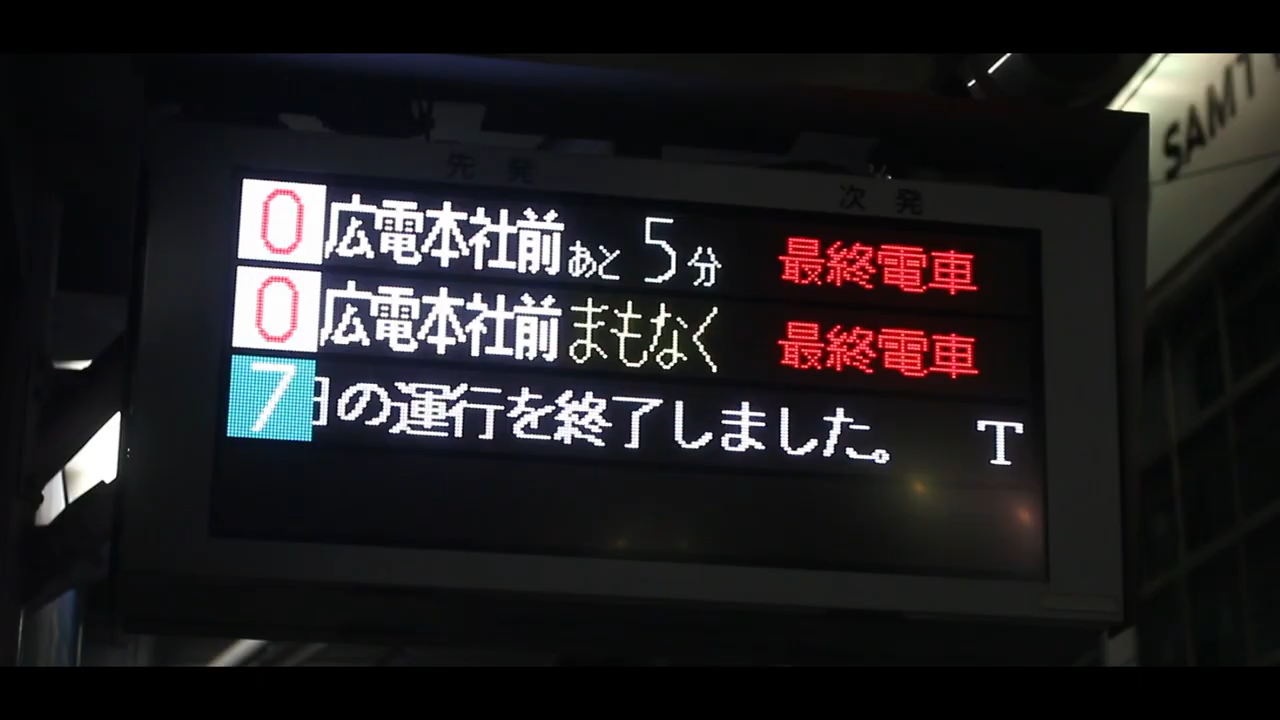 先発 次発
0 広電本社前 あと 5分 最終電車
0 広電本社前 まもなく 最終電車
7 日の運行を終了しました。 T
SAMT